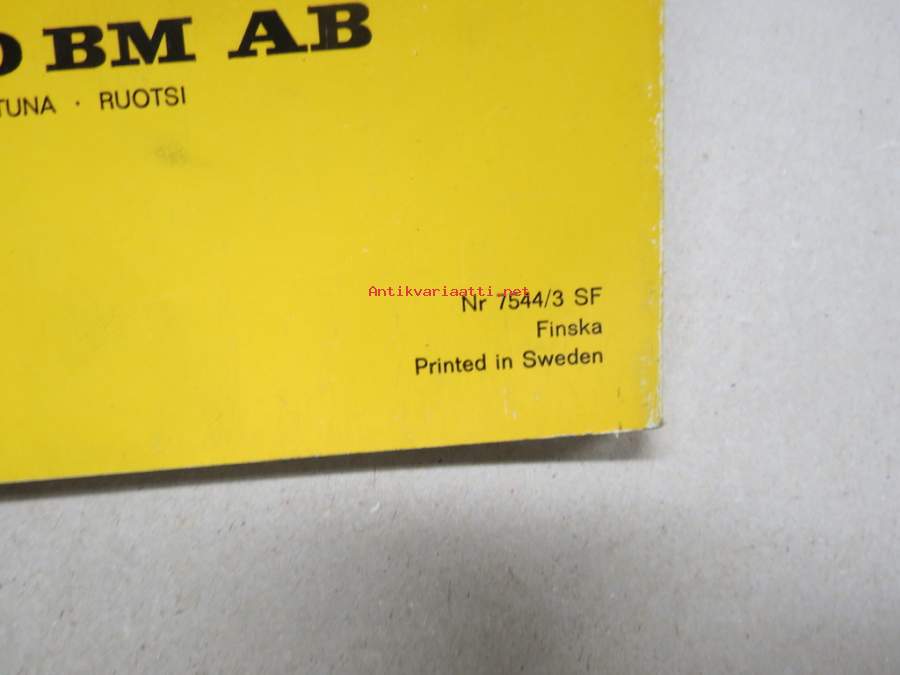 O BM AB
TUNA · RUOTSI
Antikvariaatti.net
Nr 7544/3 SF
Finska
Printed in Sweden